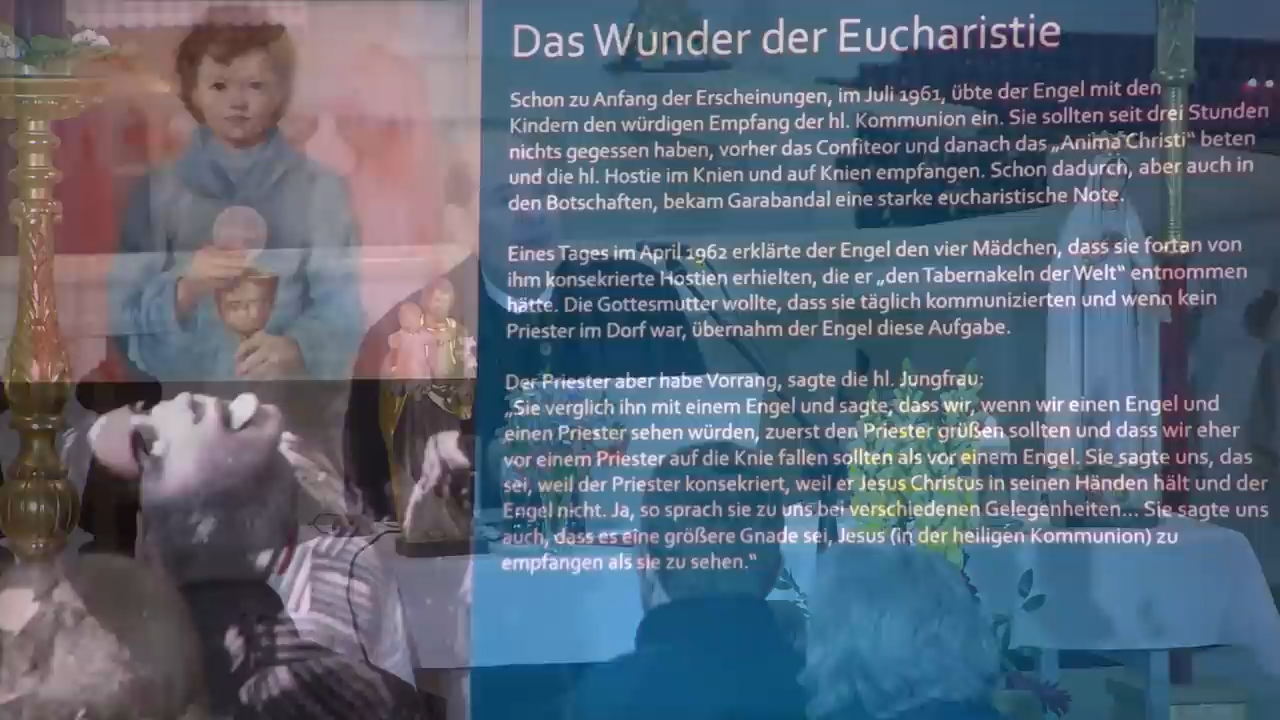 Das Wunder der Eucharistie
Schon zu Anfang der Erscheinungen, im Juli 1961, übte der Engel mit den
Kindern den würdigen Empfang der hl. Kommunion ein. Sie sollten seit drei Stunden
nichts gegessen haben, vorher das Confiteor und danach das „Anima Christi“ beten
und die hl. Hostie im Knien und auf Knien empfangen. Schon dadurch, aber auch in
den Botschaften, bekam Garabandal eine starke eucharistische Note.
Eines Tages im April 1962 erklärte der Engel den vier Mädchen, dass sie fortan von
ihm konsekrierte Hostien erhielten, die er „den Tabernakeln der Welt“ entnommen
hätte. Die Gottesmutter wollte, dass sie täglich kommunizierten und wenn kein
Priester im Dorf war, übernahm der Engel diese Aufgabe.
Der Priester aber habe Vorrang, sagte die hl. Jungfrau:
„Sie verglich ihn mit einem Engel und sagte, dass wir, wenn wir einen Engel und
einen Priester sehen würden, zuerst den Priester grüßen sollten und dass wir eher
vor einem Priester auf die Knie fallen sollten als vor einem Engel. Sie sagte uns, das
sei, weil der Priester konsekriert, weil er Jesus Christus in seinen Händen hält und der
Engel nicht. Ja, so sprach sie zu uns bei verschiedenen Gelegenheiten... Sie sagte uns
auch, dass es eine größere Gnade sei, Jesus (in der heiligen Kommunion) zu
empfangen als sie zu sehen.“